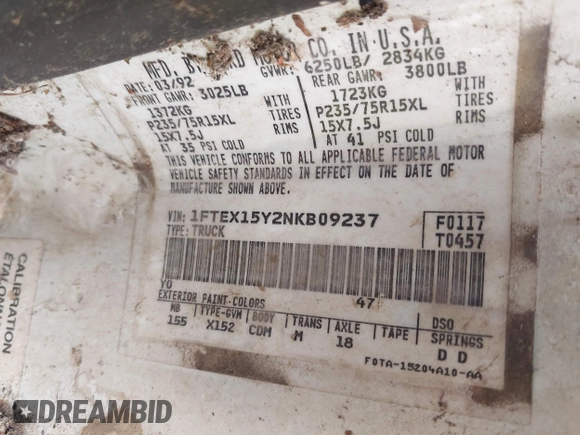 MFD. BY FORD MOTOR CO. IN U.S.A.
DATE: 03/92 GVWR: 6250LB/ 2834KG
FRONT GAWR: 3025LB REAR GAWR: 3800LB
1372KG WITH 1723KG WITH
P235/75R15XL TIRES P235/75R15XL TIRES
15X7.5J RIMS 15X7.5J RIMS
AT 35 PSI COLD AT 41 PSI COLD
THIS VEHICLE CONFORMS TO ALL APPLICABLE FEDERAL MOTOR
VEHICLE SAFETY STANDARDS IN EFFECT ON THE DATE OF
MANUFACTURE SHOWN ABOVE.
VIN: 1FTEX15Y2NKB09237 F0117
TYPE: TRUCK T0457
YO 47
EXTERIOR PAINT COLORS DSO
WB TYPE-GVW BODY TRANS AXLE TAPE SPRINGS
155 X152 CDM M 18 D D
F0TA-15204A10-AA
CALIBRATION
DREAMBID